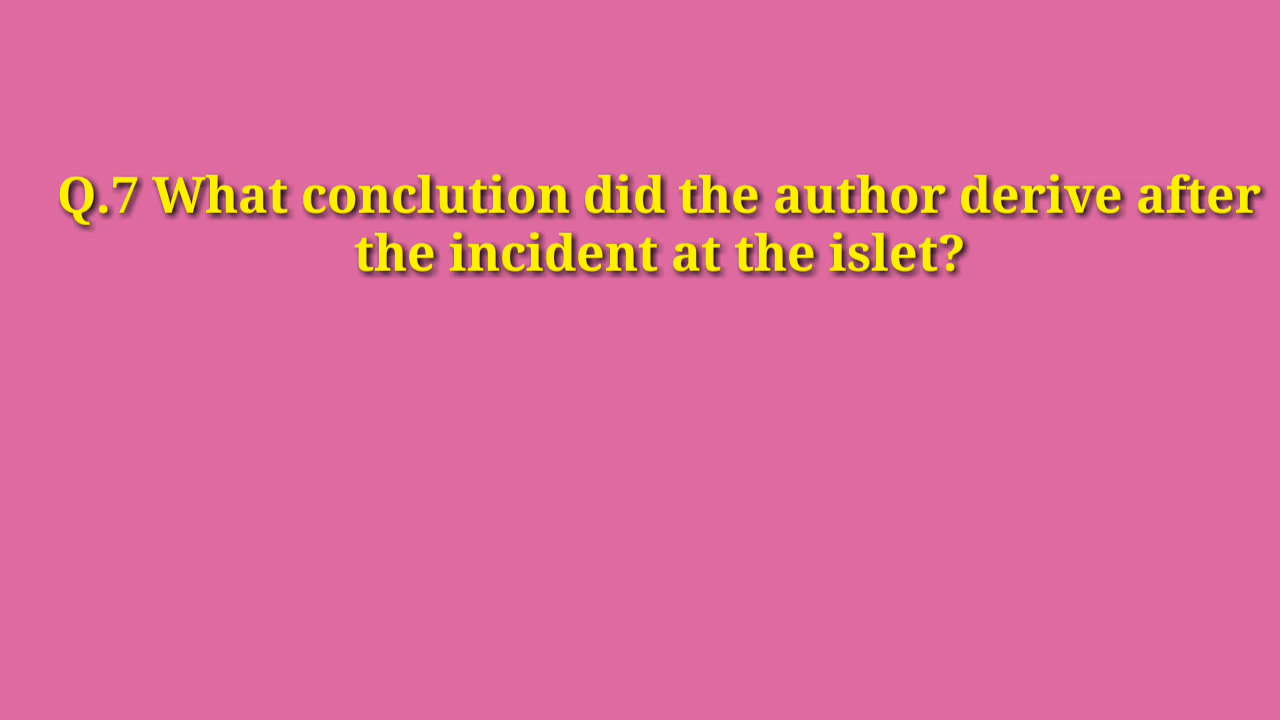 Q.7 What conclution did the author derive after
the incident at the islet?